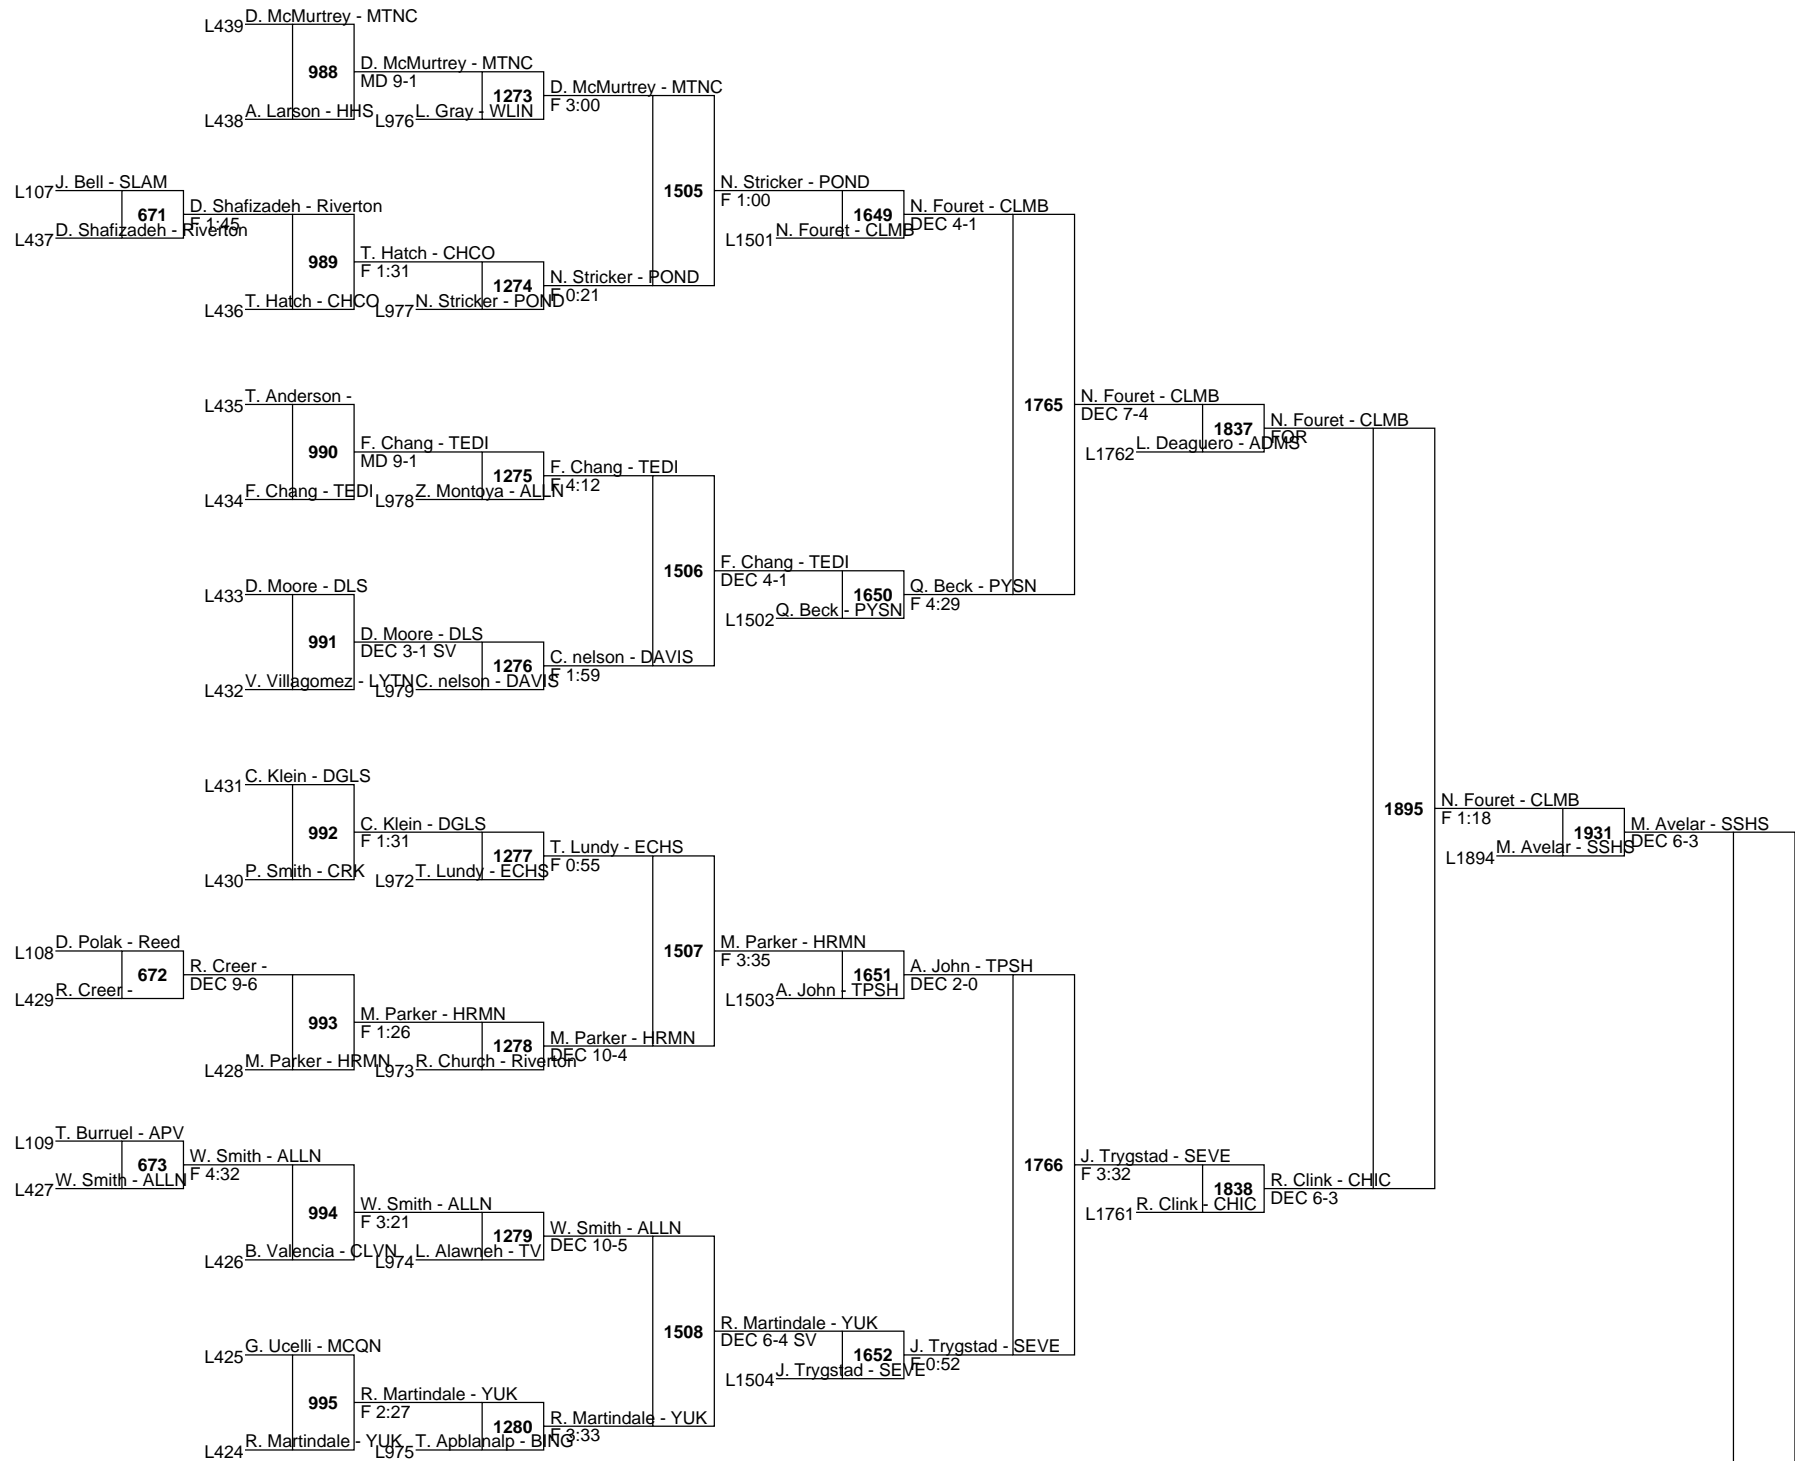 L439 D. McMurtrey - MTNC
988
D. McMurtrey - MTNC
MD 9-1
L438 A. Larson - HHS
L976 L. Gray - WLIN
1273
D. McMurtrey - MTNC
F 3:00
L107 J. Bell - SLAM
671
L437 D. Shafizadeh - Riverton
D. Shafizadeh - Riverton
F 1:45
989
L436 T. Hatch - CHCO
T. Hatch - CHCO
F 1:31
1274
L977 N. Stricker - POND
N. Stricker - POND
F 0:21
1505
N. Stricker - POND
F 1:00
1649
L1501 N. Fouret - CLMB
N. Fouret - CLMB
DEC 4-1
L435 T. Anderson -
990
L434 F. Chang - TEDI
F. Chang - TEDI
MD 9-1
1275
L978 Z. Montoya - ALLN
F. Chang - TEDI
F 4:12
L433 D. Moore - DLS
991
L432 V. Villagomez - LYTN
D. Moore - DLS
DEC 3-1 SV
1276
L979 C. nelson - DAVIS
C. nelson - DAVIS
F 1:59
1506
F. Chang - TEDI
DEC 4-1
1650
L1502 Q. Beck - PYSN
Q. Beck - PYSN
F 4:29
1765
N. Fouret - CLMB
DEC 7-4
1837
L1762 L. Deaguero - ADMS
N. Fouret - CLMB
FOR
L431 C. Klein - DGLS
992
L430 P. Smith - CRK
C. Klein - DGLS
F 1:31
1277
L972 T. Lundy - ECHS
T. Lundy - ECHS
F 0:55
L108 D. Polak - Reed
672
L429 R. Creer -
R. Creer -
DEC 9-6
993
L428 M. Parker - HRMN
M. Parker - HRMN
F 1:26
1278
L973 R. Church - Riverton
M. Parker - HRMN
DEC 10-4
1507
M. Parker - HRMN
F 3:35
1651
L1503 A. John - TPSH
A. John - TPSH
DEC 2-0
L109 T. Burruel - APV
673
L427 W. Smith - ALLN
W. Smith - ALLN
F 4:32
994
L426 B. Valencia - CLVN
W. Smith - ALLN
F 3:21
1279
L974 L. Alawneh - TV
W. Smith - ALLN
DEC 10-5
L425 G. Ucelli - MCQN
995
L424 R. Martindale - YUK
R. Martindale - YUK
F 2:27
1280
L975 T. Apblanalp - BING
R. Martindale - YUK
F 3:33
1508
R. Martindale - YUK
DEC 6-4 SV
1652
L1504 J. Trygstad - SEVE
J. Trygstad - SEVE
F 0:52
1766
J. Trygstad - SEVE
F 3:32
1838
L1761 R. Clink - CHIC
R. Clink - CHIC
DEC 6-3
1895
N. Fouret - CLMB
F 1:18
1931
L1894 M. Avelar - SSHS
M. Avelar - SSHS
DEC 6-3